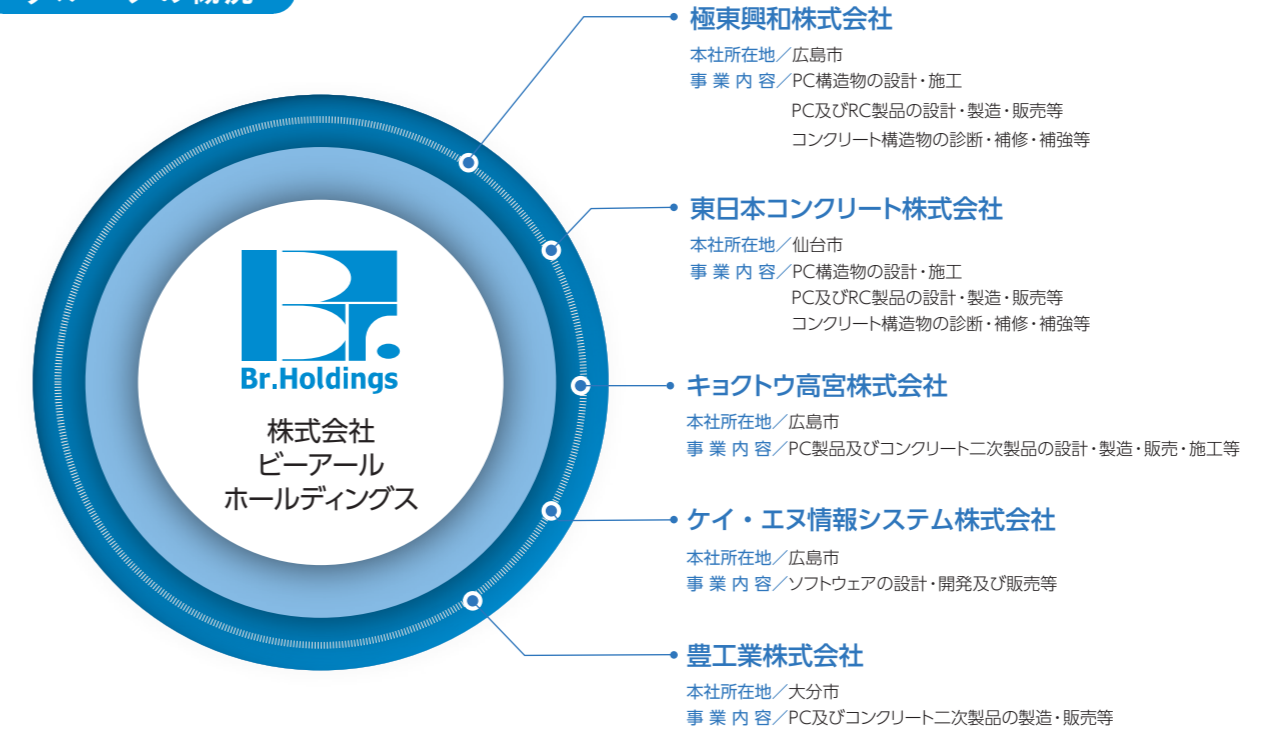 Br.
Br.Holdings
株式会社
ビーアール
ホールディングス
極東興和株式会社
本社所在地／広島市
事業内容／PC構造物の設計・施工
PC及びRC製品の設計・製造・販売等
コンクリート構造物の診断・補修・補強等
東日本コンクリート株式会社
本社所在地／仙台市
事業内容／PC構造物の設計・施工
PC及びRC製品の設計・製造・販売等
コンクリート構造物の診断・補修・補強等
キョクトウ高宮株式会社
本社所在地／広島市
事業内容／PC製品及びコンクリート二次製品の設計・製造・販売・施工等
ケイ・エヌ情報システム株式会社
本社所在地／広島市
事業内容／ソフトウェアの設計・開発及び販売等
豊工業株式会社
本社所在地／大分市
事業内容／PC及びコンクリート二次製品の製造・販売等